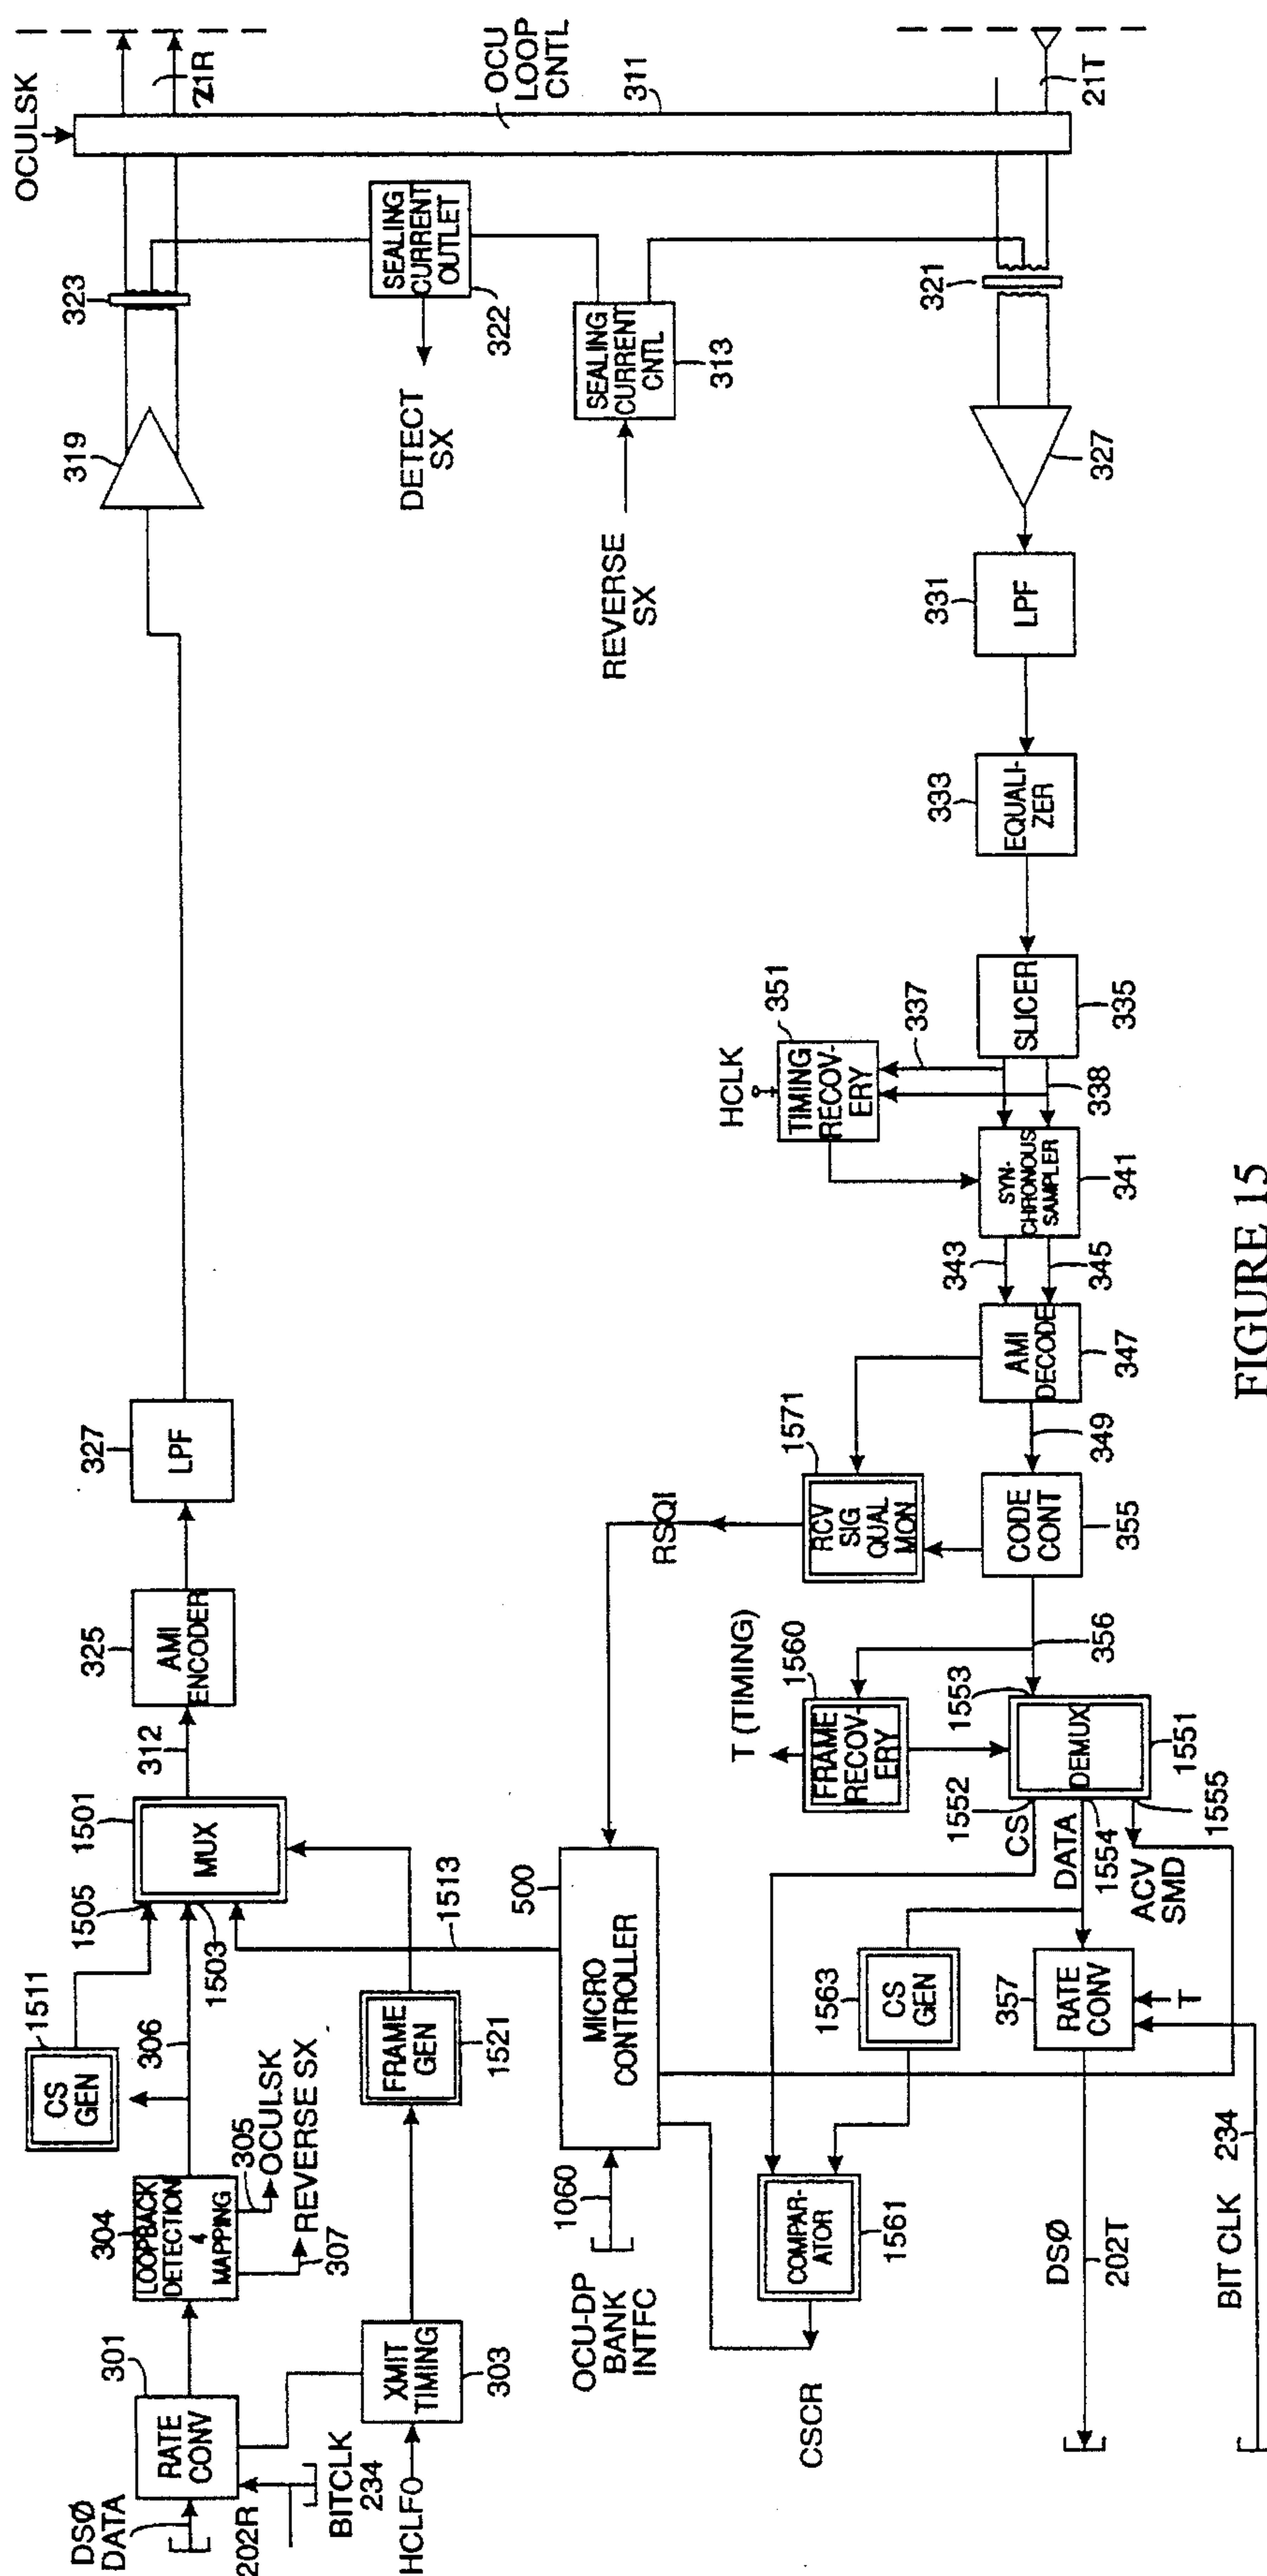 DSØ
DATA
202R
BITCLK
234
HCLFO
RATE
CONV
301
XMIT
TIMING
303
LOOPBACK
DETECTION
4
MAPPING
304
305
OCULSK
307
REVERSE SX
CS
GEN
1511
306
1505
1503
FRAME
GEN
1521
1513
MUX
1501
312
AMI
ENCODER
325
LPF
327
319
323
OCULSK
Z1R
OCU
LOOP
CNTL
311
SEALING
CURRENT
OUTLET
322
DETECT
SX
SEALING
CURRENT
CNTL
313
REVERSE
SX
21T
321
327
LPF
331
EQUALI-
ZER
333
SLICER
335
337
338
HCLK
TIMING
RECOV-
ERY
351
SYN-
CHRONOUS
SAMPLER
341
343
345
AMI
DECODE
347
349
RCV
SIG
QUAL
MON
1571
RSQI
CODE
CONT
355
356
T (TIMING)
FRAME
RECOV-
ERY
1560
1553
DEMUX
1551
1552
CS
DATA
1554
1555
ACV
SMD
MICRO
CONTROLLER
500
1060
OCU-DP
BANK
INTFC
CS
GEN
1563
RATE
CONV
357
T
COMPAR-
ATOR
1561
CSCR
DSØ
202T
BIT CLK
234
FIGURE 15